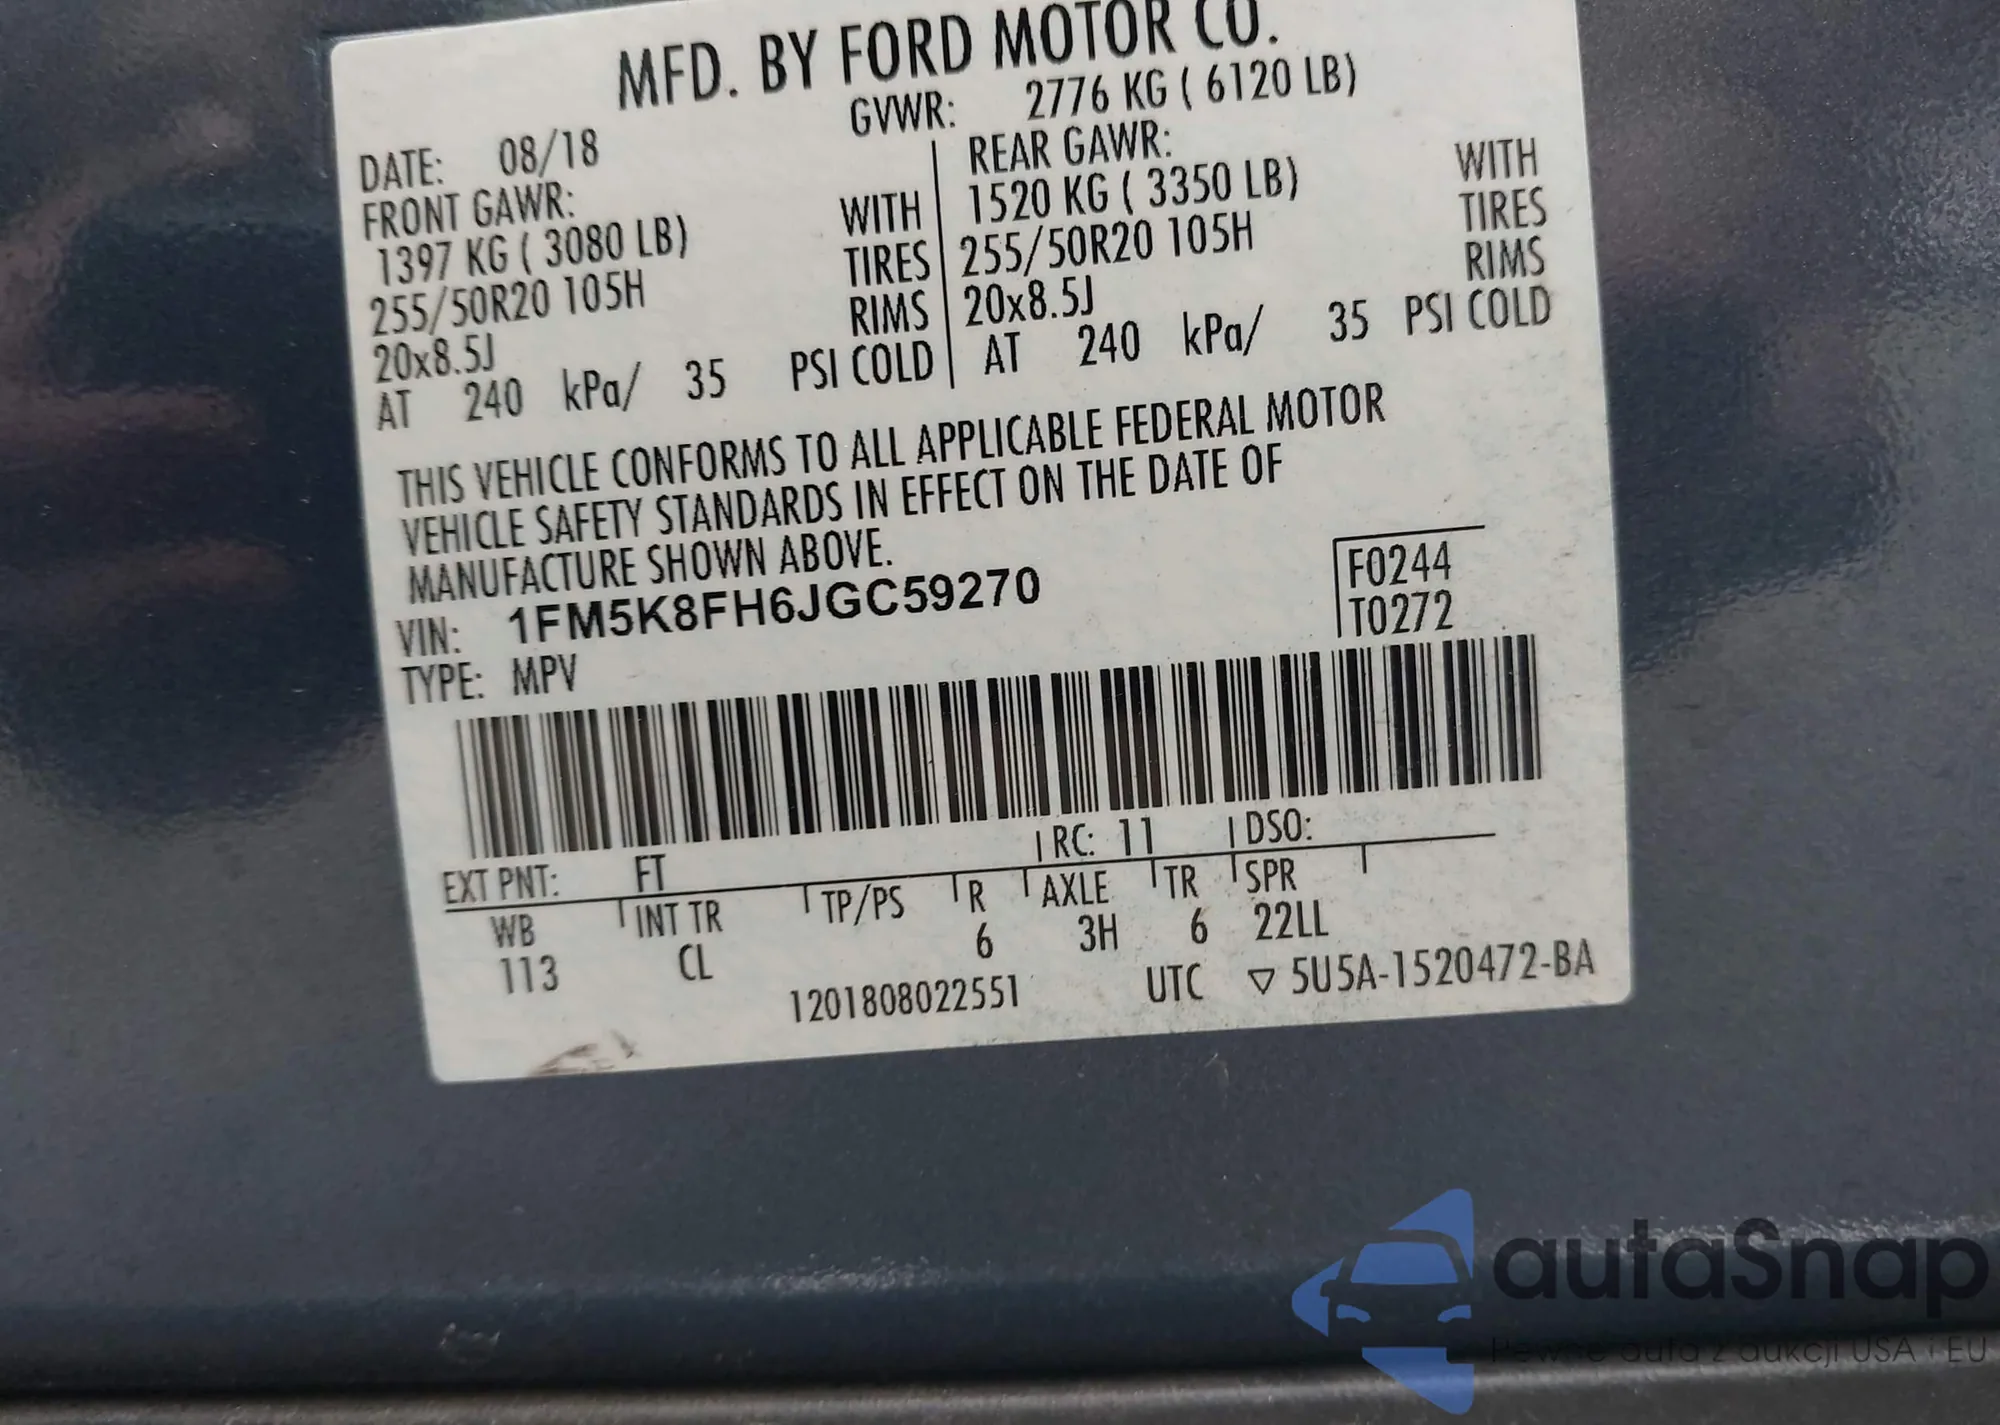 MFD. BY FORD MOTOR CO.
DATE: 08/18 GVWR: 2776 KG ( 6120 LB)
FRONT GAWR:
1397 KG ( 3080 LB) WITH
255/50R20 105H TIRES
20x8.5J RIMS
AT 240 kPa/ 35 PSI COLD
REAR GAWR:
1520 KG ( 3350 LB) WITH
255/50R20 105H TIRES
20x8.5J RIMS
AT 240 kPa/ 35 PSI COLD
THIS VEHICLE CONFORMS TO ALL APPLICABLE FEDERAL MOTOR
VEHICLE SAFETY STANDARDS IN EFFECT ON THE DATE OF
MANUFACTURE SHOWN ABOVE.
VIN: 1FM5K8FH6JGC59270
TYPE: MPV
F0244
T0272
EXT PNT: FT RC: 11 DSO:
WB INT TR TP/PS R AXLE TR SPR
113 CL 6 3H 6 22LL
1201808022551 UTC ▽ 5U5A-1520472-BA
autaSnap
Pewne auta z aukcji USA i EU